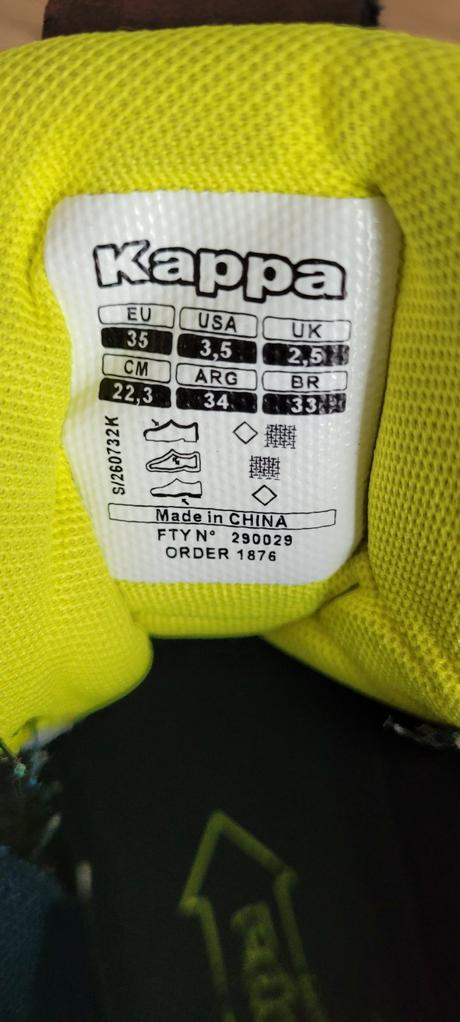 Kappa
EU USA UK
35 3,5 2,5
CM ARG BR
22,3 34 33
S/260732K
Made in CHINA
FTY N° 290029
ORDER 1876